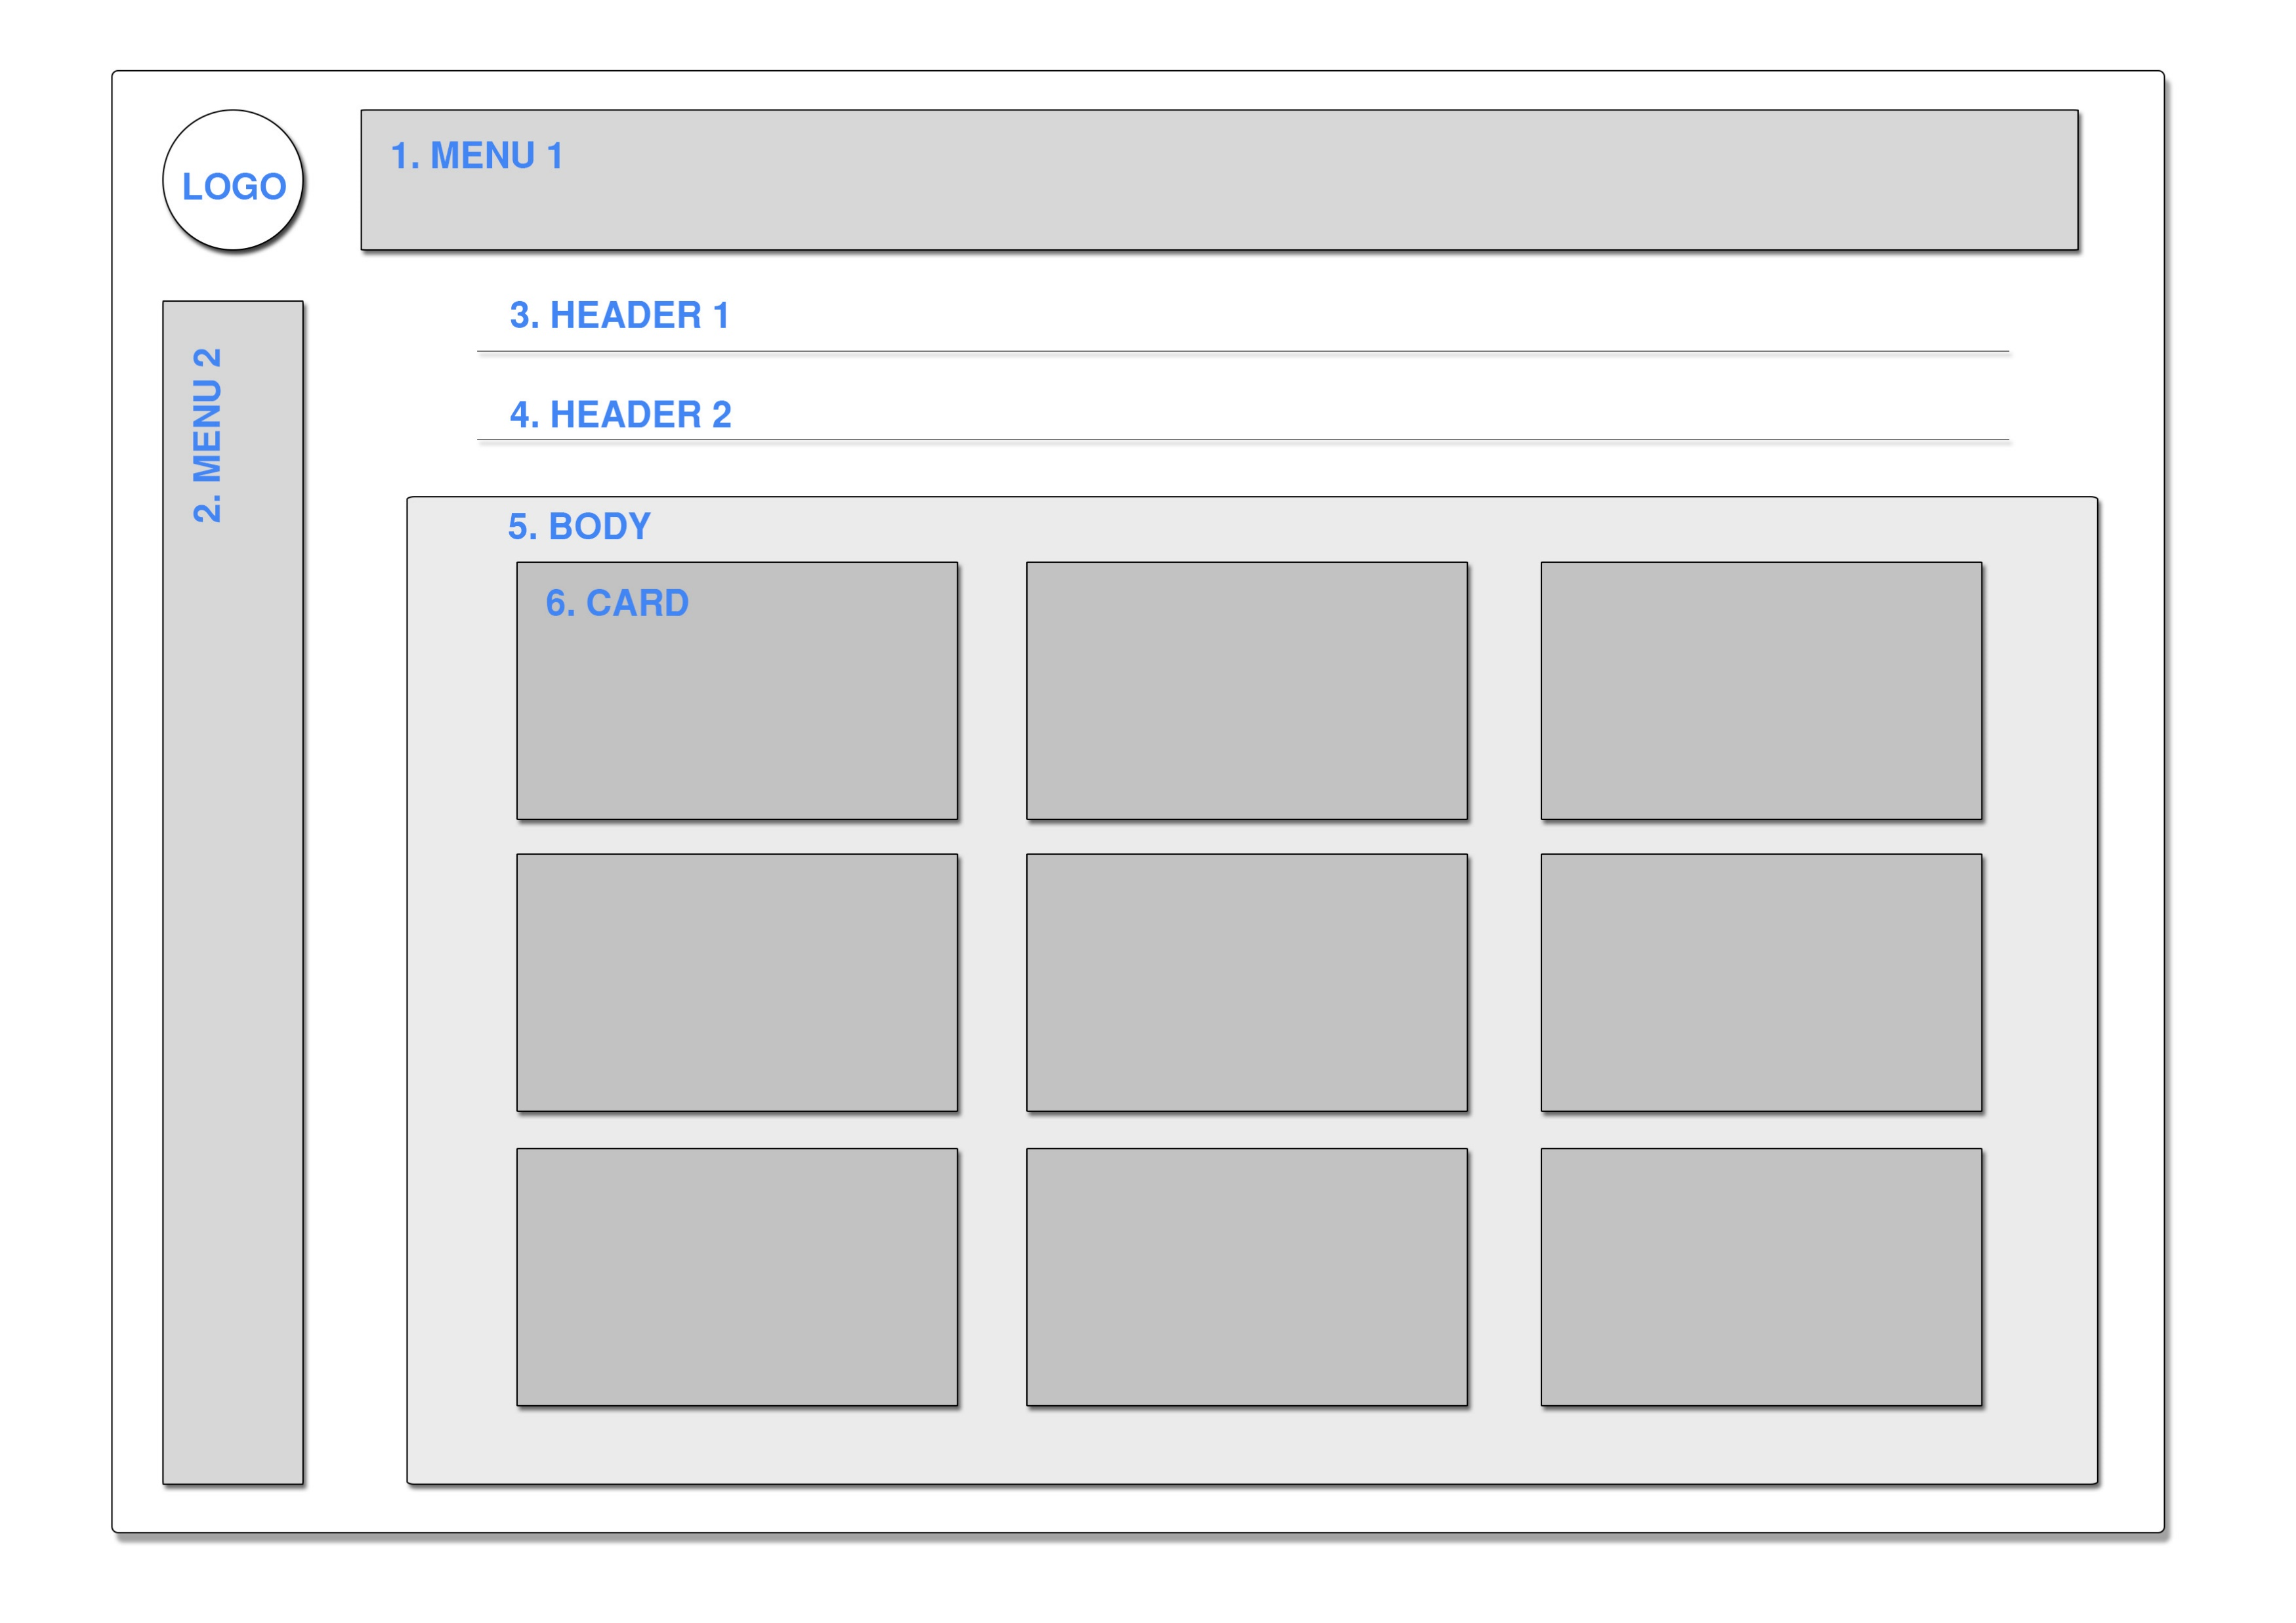 LOGO
1. MENU 1
2. MENU 2
3. HEADER 1
4. HEADER 2
5. BODY
6. CARD